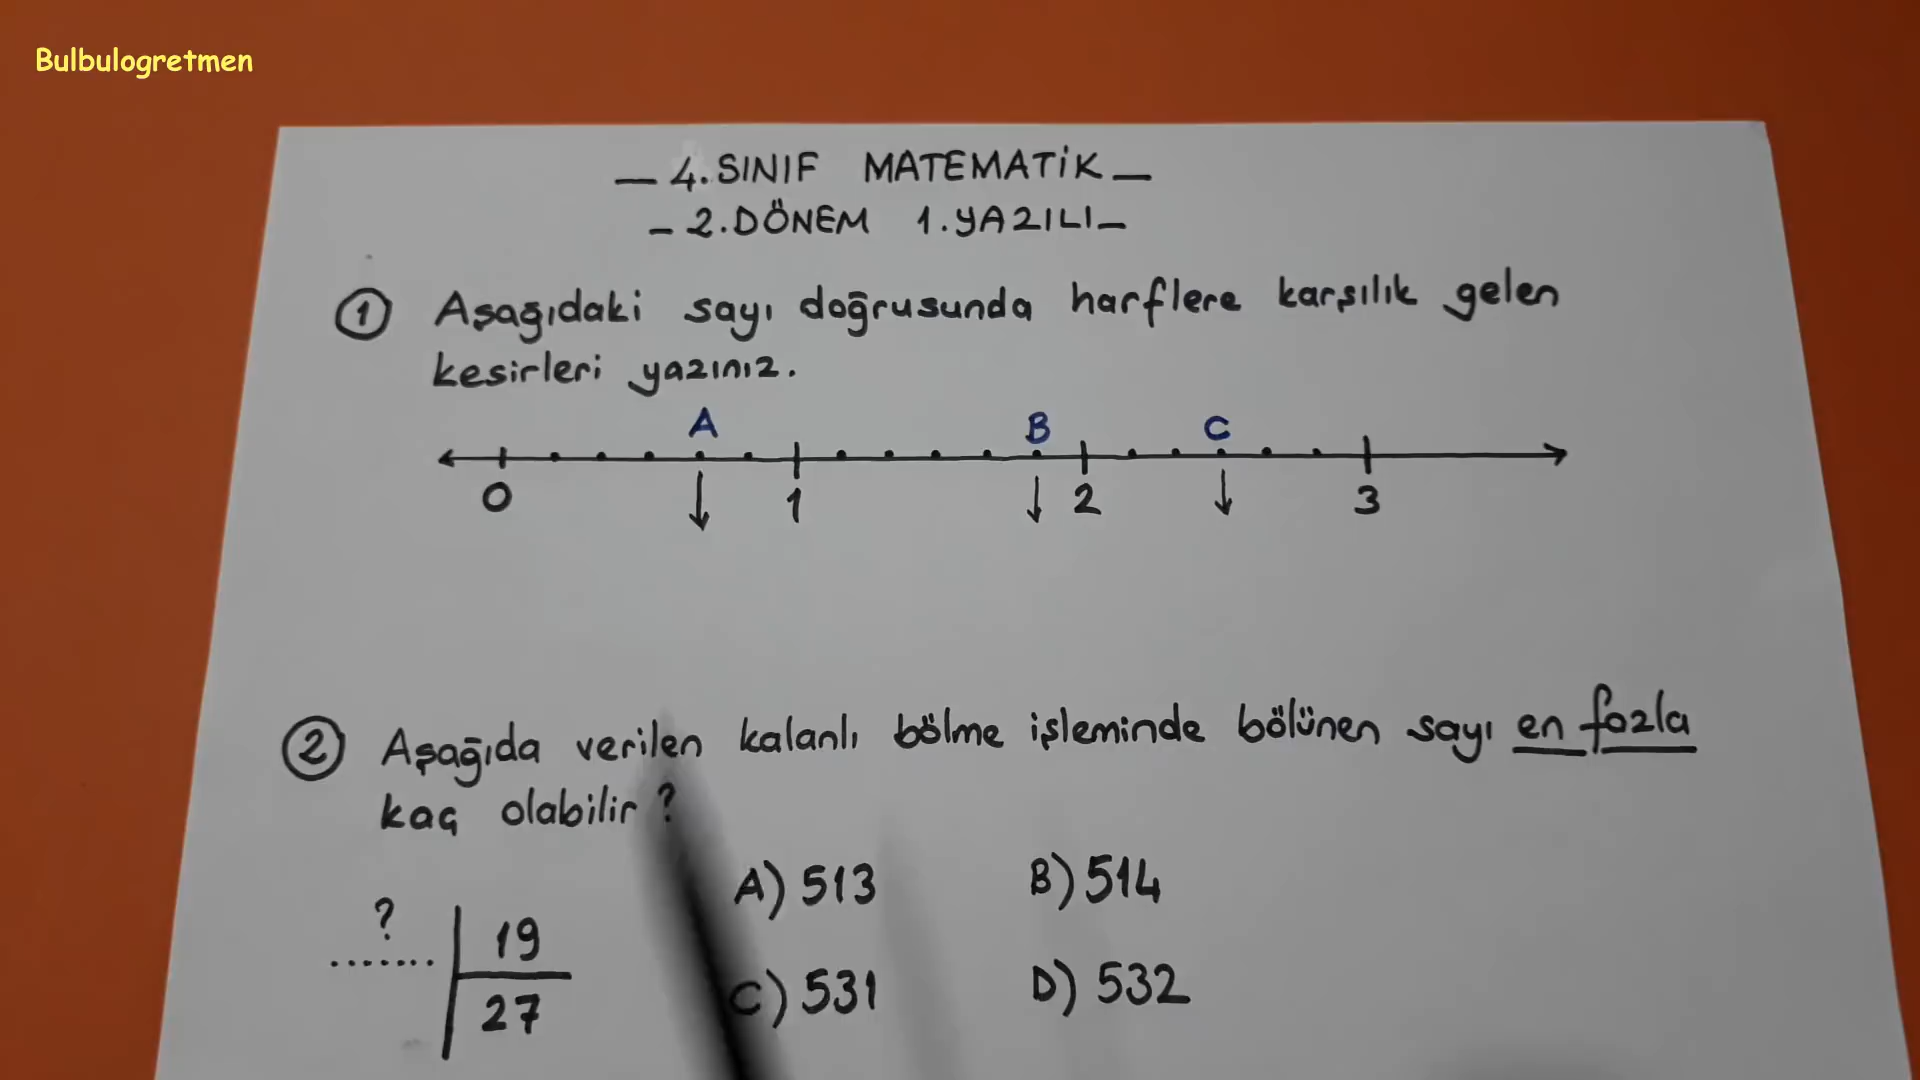 Bulbulogretmen
- 4.SINIF MATEMATİK -
- 2.DÖNEM 1.YAZILI -
1 Aşağıdaki sayı doğrusunda harflere karşılık gelen
kesirleri yazınız.
A B C
0 1 2 3
2 Aşağıda verilen kalanlı bölme işleminde bölünen sayı en fazla
kaç olabilir ?
A) 513 B) 514
? 19
.......
27
C) 531 D) 532